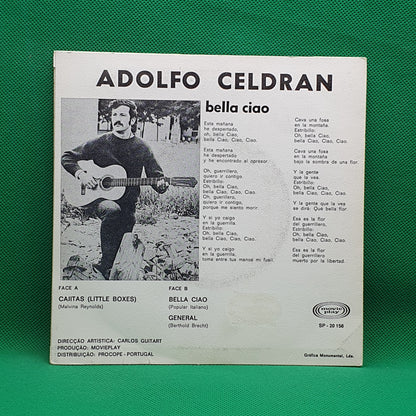 ADOLFO CELDRAN
bella ciao
Esta mañana
he despertado,
oh, bella Ciao,
bella Ciao, Ciao, Ciao.
Esta mañana
he despertado
y he encontrado al opresor.
Oh, guerrillero,
quiero ir contigo,
Estribillo:
Oh, bella Ciao,
bella Ciao, Ciao, Ciao.
Oh, guerrillero,
quiero ir contigo,
porque me siento morir.
Y si yo caigo
en la guerrilla,
Estribillo:
Oh, bella Ciao,
bella Ciao, Ciao, Ciao.
Y si yo caigo
en la guerrilla,
toma entre tus manos mi fusil.
Cava una fosa
en la montaña.
Estribillo:
Oh, bella Ciao,
bella Ciao, Ciao, Ciao.
Cava una fosa
en la montaña
bajo la sombra de una flor.
Y la gente
que la vea
Estribillo:
Oh, bella Ciao,
bella Ciao, Ciao, Ciao.
Y la gente que la vea
se dirá: Qué bella flor.
Esa es la flor
del guerrillero
Estribillo:
Oh, bella Ciao,
bella Ciao, Ciao, Ciao.
Esa es la flor
del guerrillero
muerto por la libertad.
FACE A
CAJITAS (LITTLE BOXES)
(Malvina Reynolds)
FACE B
BELLA CIAO
(Popular Italiano)
GENERAL
(Berthold Brecht)
DIRECÇÃO ARTISTICA: CARLOS GUITART
PRODUÇÃO: MOVIEPLAY
DISTRIBUIÇÃO: PROCOPE - PORTUGAL
movie
play
SP - 20 156
Gráfica Monumental, Lda.